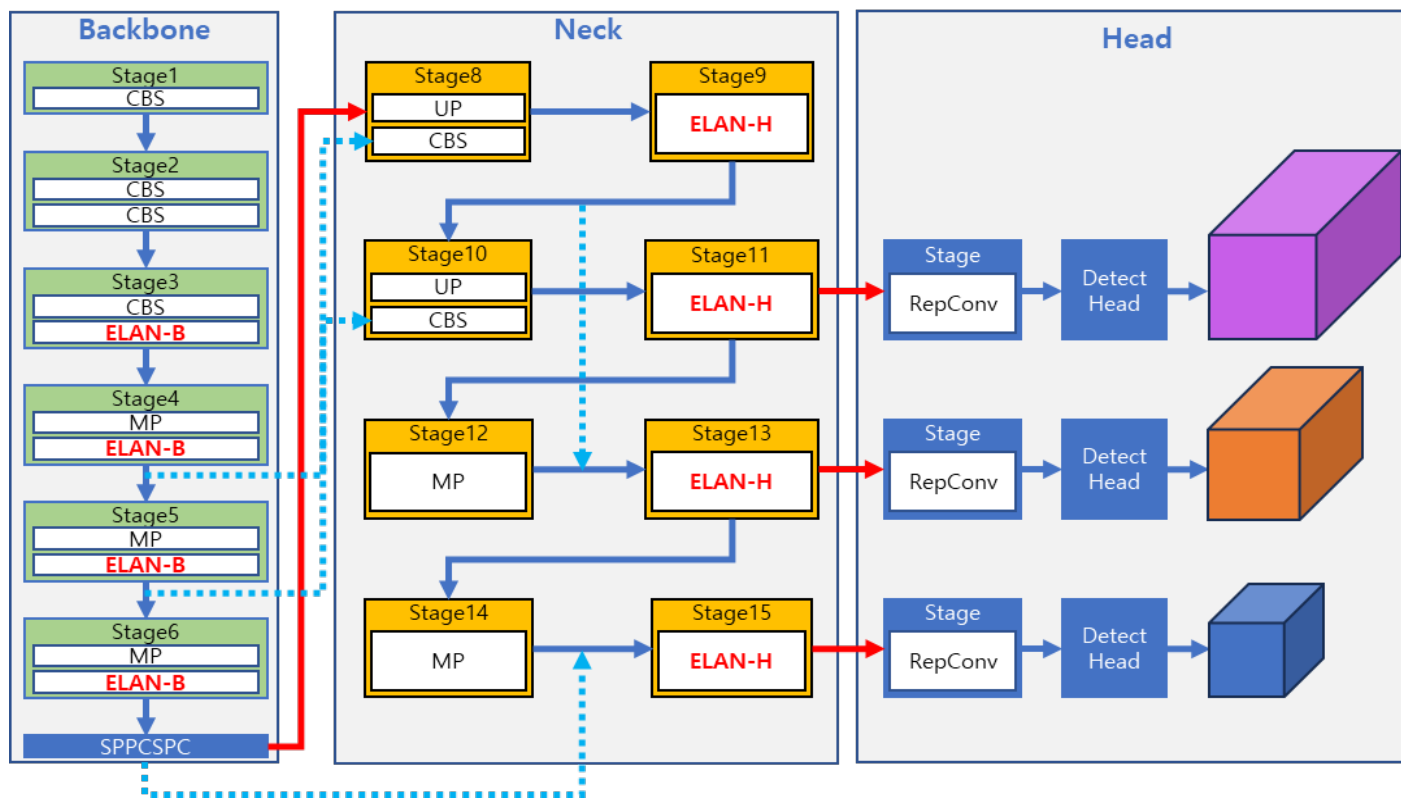 Backbone
Stage1
CBS
Stage2
CBS
CBS
Stage3
CBS
ELAN-B
Stage4
MP
ELAN-B
Stage5
MP
ELAN-B
Stage6
MP
ELAN-B
SPPCSPC
Neck
Stage8
UP
CBS
Stage9
ELAN-H
Stage10
UP
CBS
Stage11
ELAN-H
Stage12
MP
Stage13
ELAN-H
Stage14
MP
Stage15
ELAN-H
Head
Stage
RepConv
Detect
Head
Stage
RepConv
Detect
Head
Stage
RepConv
Detect
Head